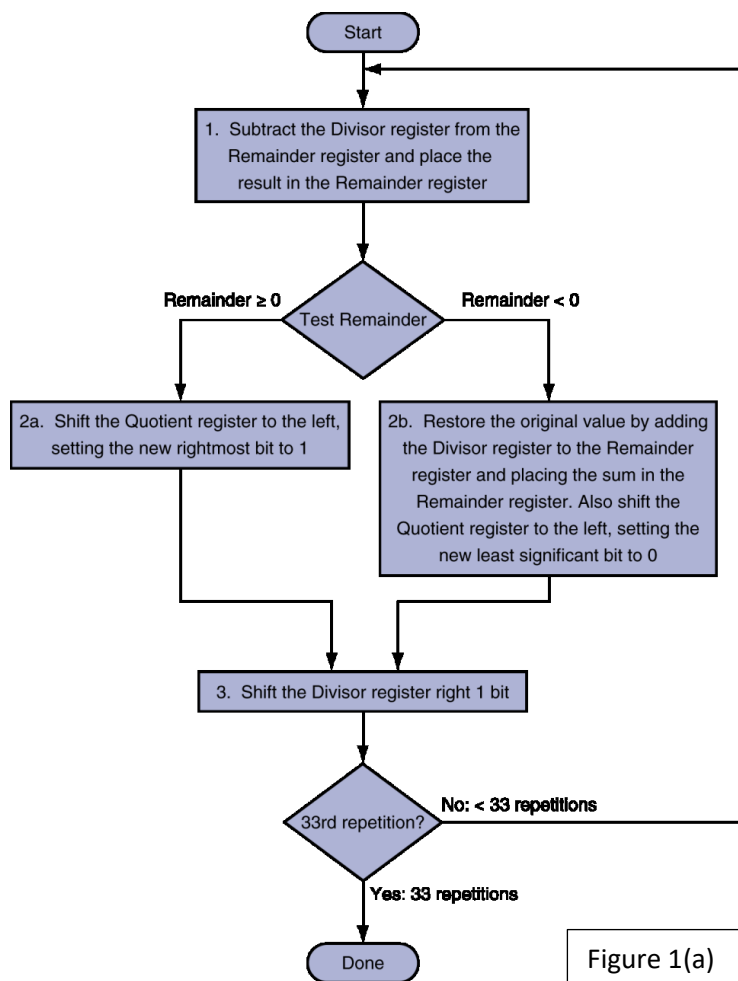 Start
1. Subtract the Divisor register from the
Remainder register and place the
result in the Remainder register
Remainder ≥ 0
Remainder < 0
Test Remainder
2a. Shift the Quotient register to the left,
setting the new rightmost bit to 1
2b. Restore the original value by adding
the Divisor register to the Remainder
register and placing the sum in the
Remainder register. Also shift the
Quotient register to the left, setting the
new least significant bit to 0
3. Shift the Divisor register right 1 bit
33rd repetition?
No: < 33 repetitions
Yes: 33 repetitions
Done
Figure 1(a)